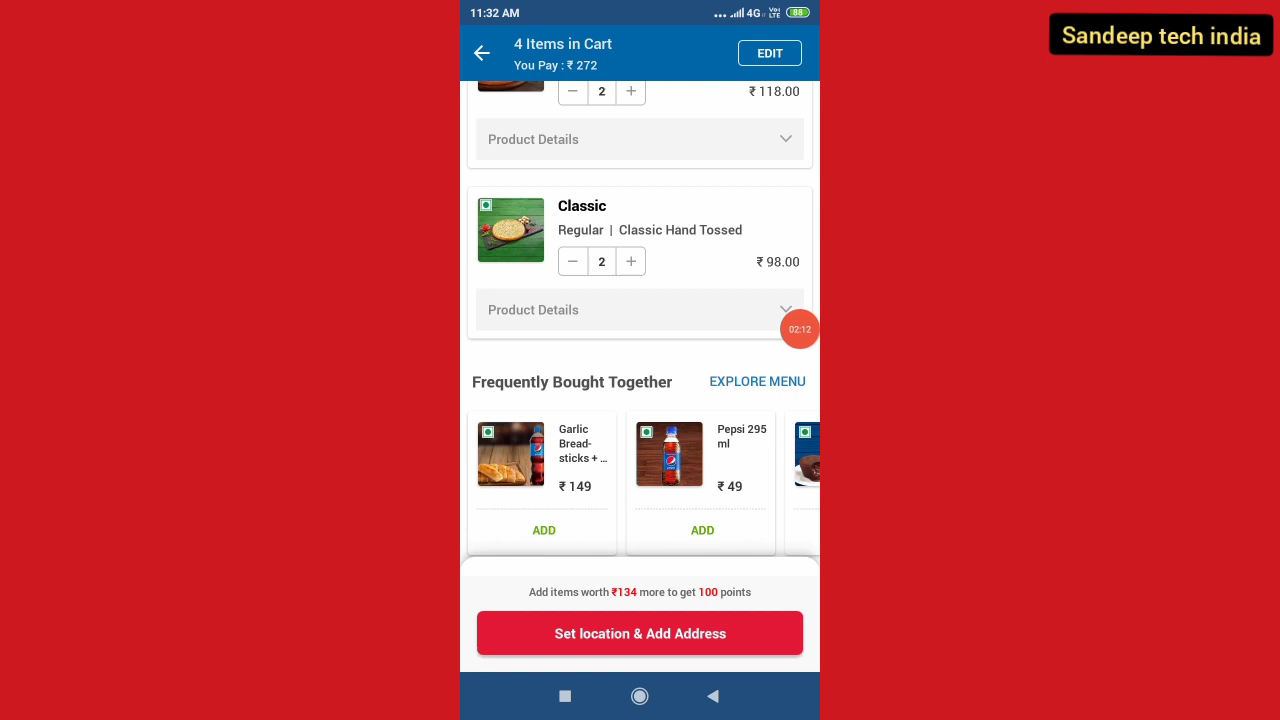 11:32 AM
4G
Vo)
LTE
88
Sandeep tech india
4 Items in Cart
You Pay : ₹ 272
EDIT
2
₹ 118.00
Product Details
Classic
Regular | Classic Hand Tossed
2
₹ 98.00
Product Details
02:12
Frequently Bought Together
EXPLORE MENU
Garlic
Bread-
sticks + ...
₹ 149
ADD
Pepsi 295
ml
₹ 49
ADD
Add items worth ₹134 more to get 100 points
Set location & Add Address